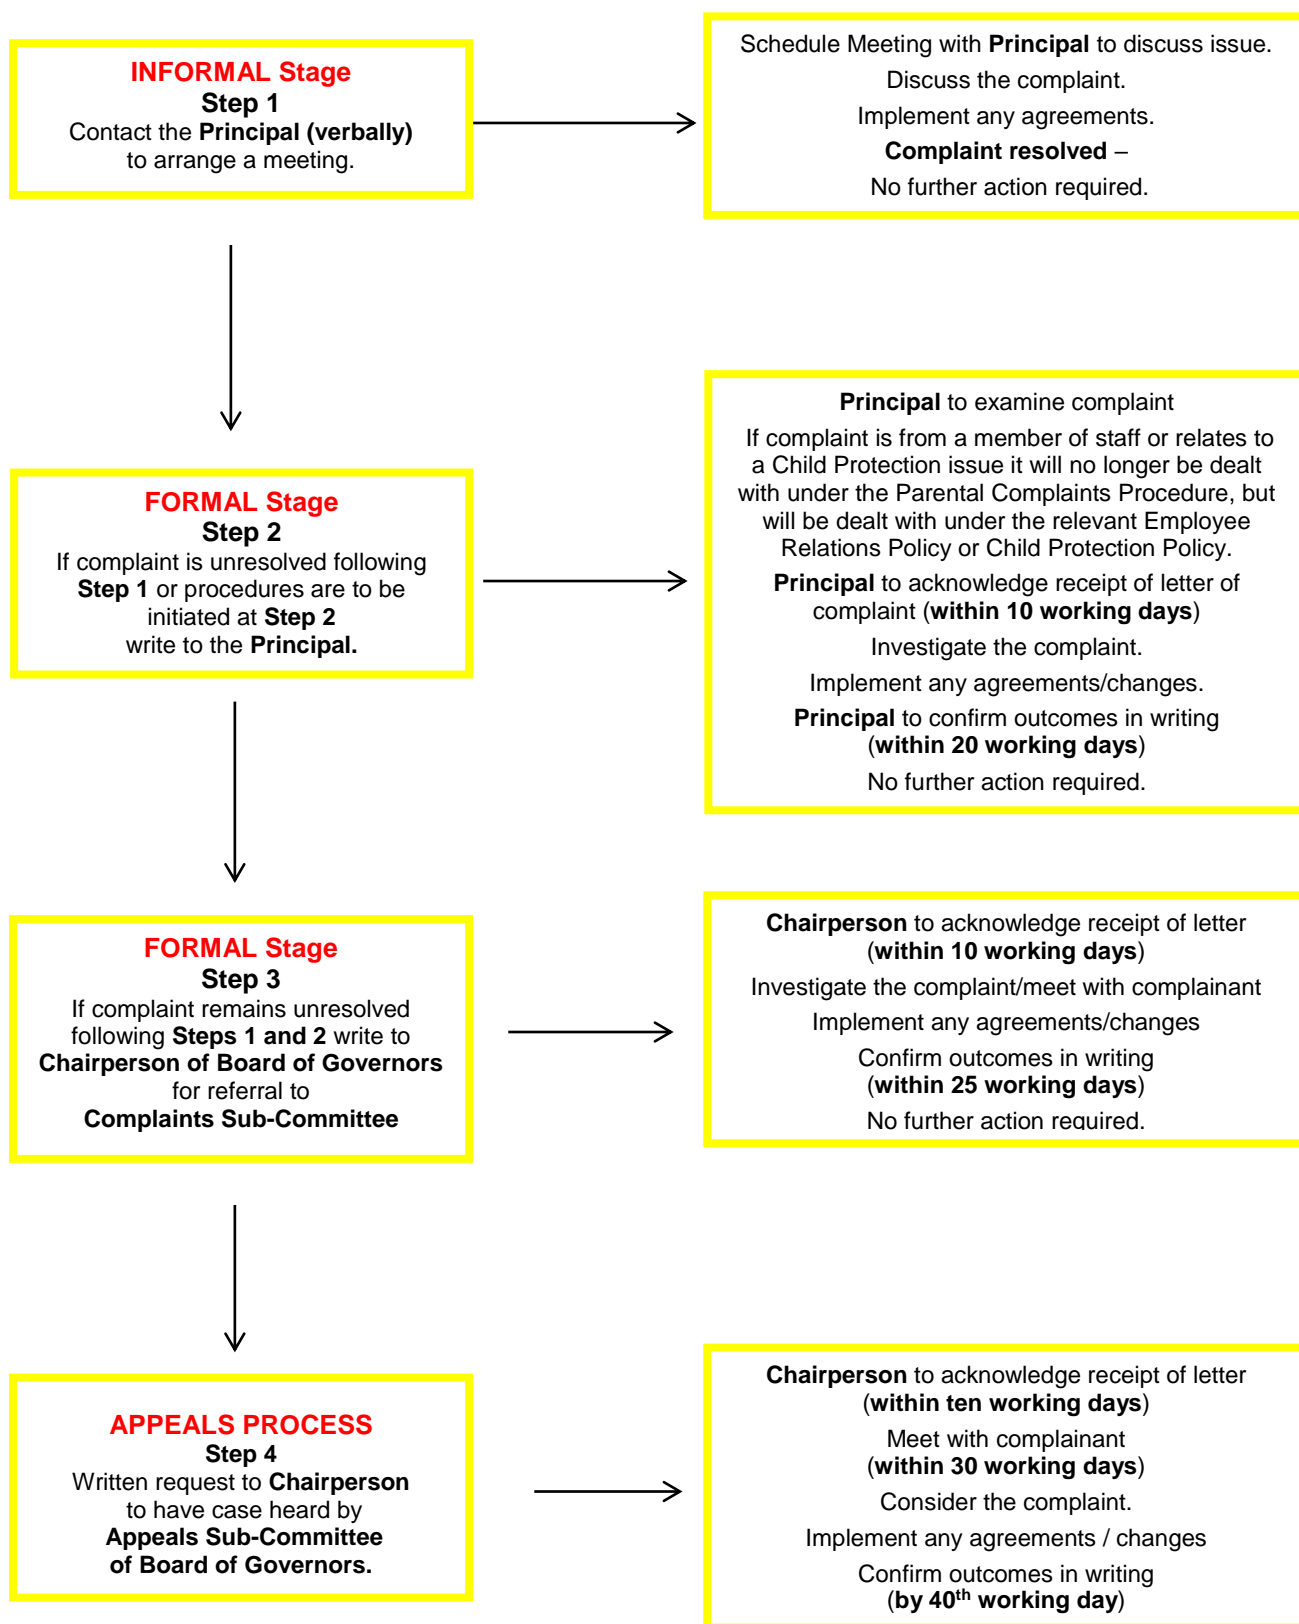 INFORMAL Stage
Step 1
Contact the Principal (verbally)
to arrange a meeting.
Schedule Meeting with Principal to discuss issue.
Discuss the complaint.
Implement any agreements.
Complaint resolved –
No further action required.
FORMAL Stage
Step 2
If complaint is unresolved following
Step 1 or procedures are to be
initiated at Step 2
write to the Principal.
Principal to examine complaint
If complaint is from a member of staff or relates to
a Child Protection issue it will no longer be dealt
with under the Parental Complaints Procedure, but
will be dealt with under the relevant Employee
Relations Policy or Child Protection Policy.
Principal to acknowledge receipt of letter of
complaint (within 10 working days)
Investigate the complaint.
Implement any agreements/changes.
Principal to confirm outcomes in writing
(within 20 working days)
No further action required.
FORMAL Stage
Step 3
If complaint remains unresolved
following Steps 1 and 2 write to
Chairperson of Board of Governors
for referral to
Complaints Sub-Committee
Chairperson to acknowledge receipt of letter
(within 10 working days)
Investigate the complaint/meet with complainant
Implement any agreements/changes
Confirm outcomes in writing
(within 25 working days)
No further action required.
APPEALS PROCESS
Step 4
Written request to Chairperson
to have case heard by
Appeals Sub-Committee
of Board of Governors.
Chairperson to acknowledge receipt of letter
(within ten working days)
Meet with complainant
(within 30 working days)
Consider the complaint.
Implement any agreements / changes
Confirm outcomes in writing
(by 40th working day)